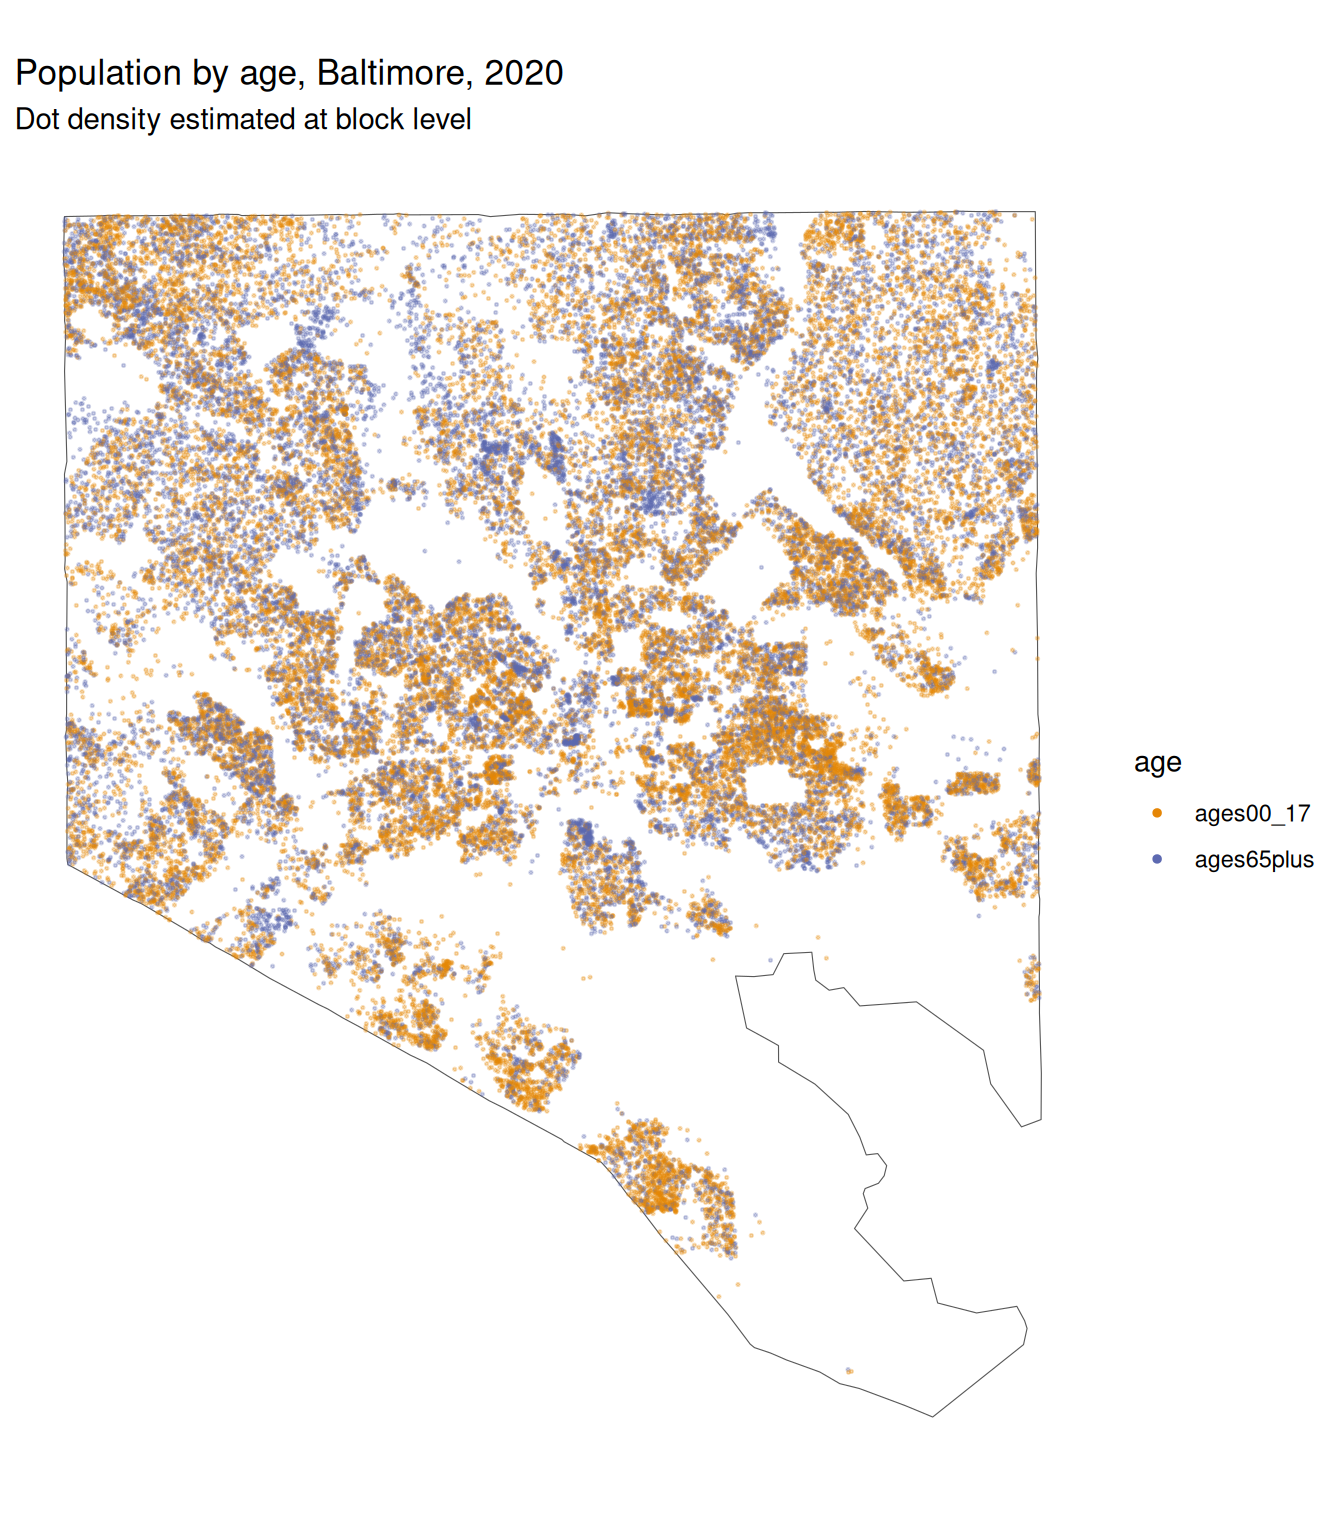 Population by age, Baltimore, 2020
Dot density estimated at block level
age
ages00_17
ages65plus